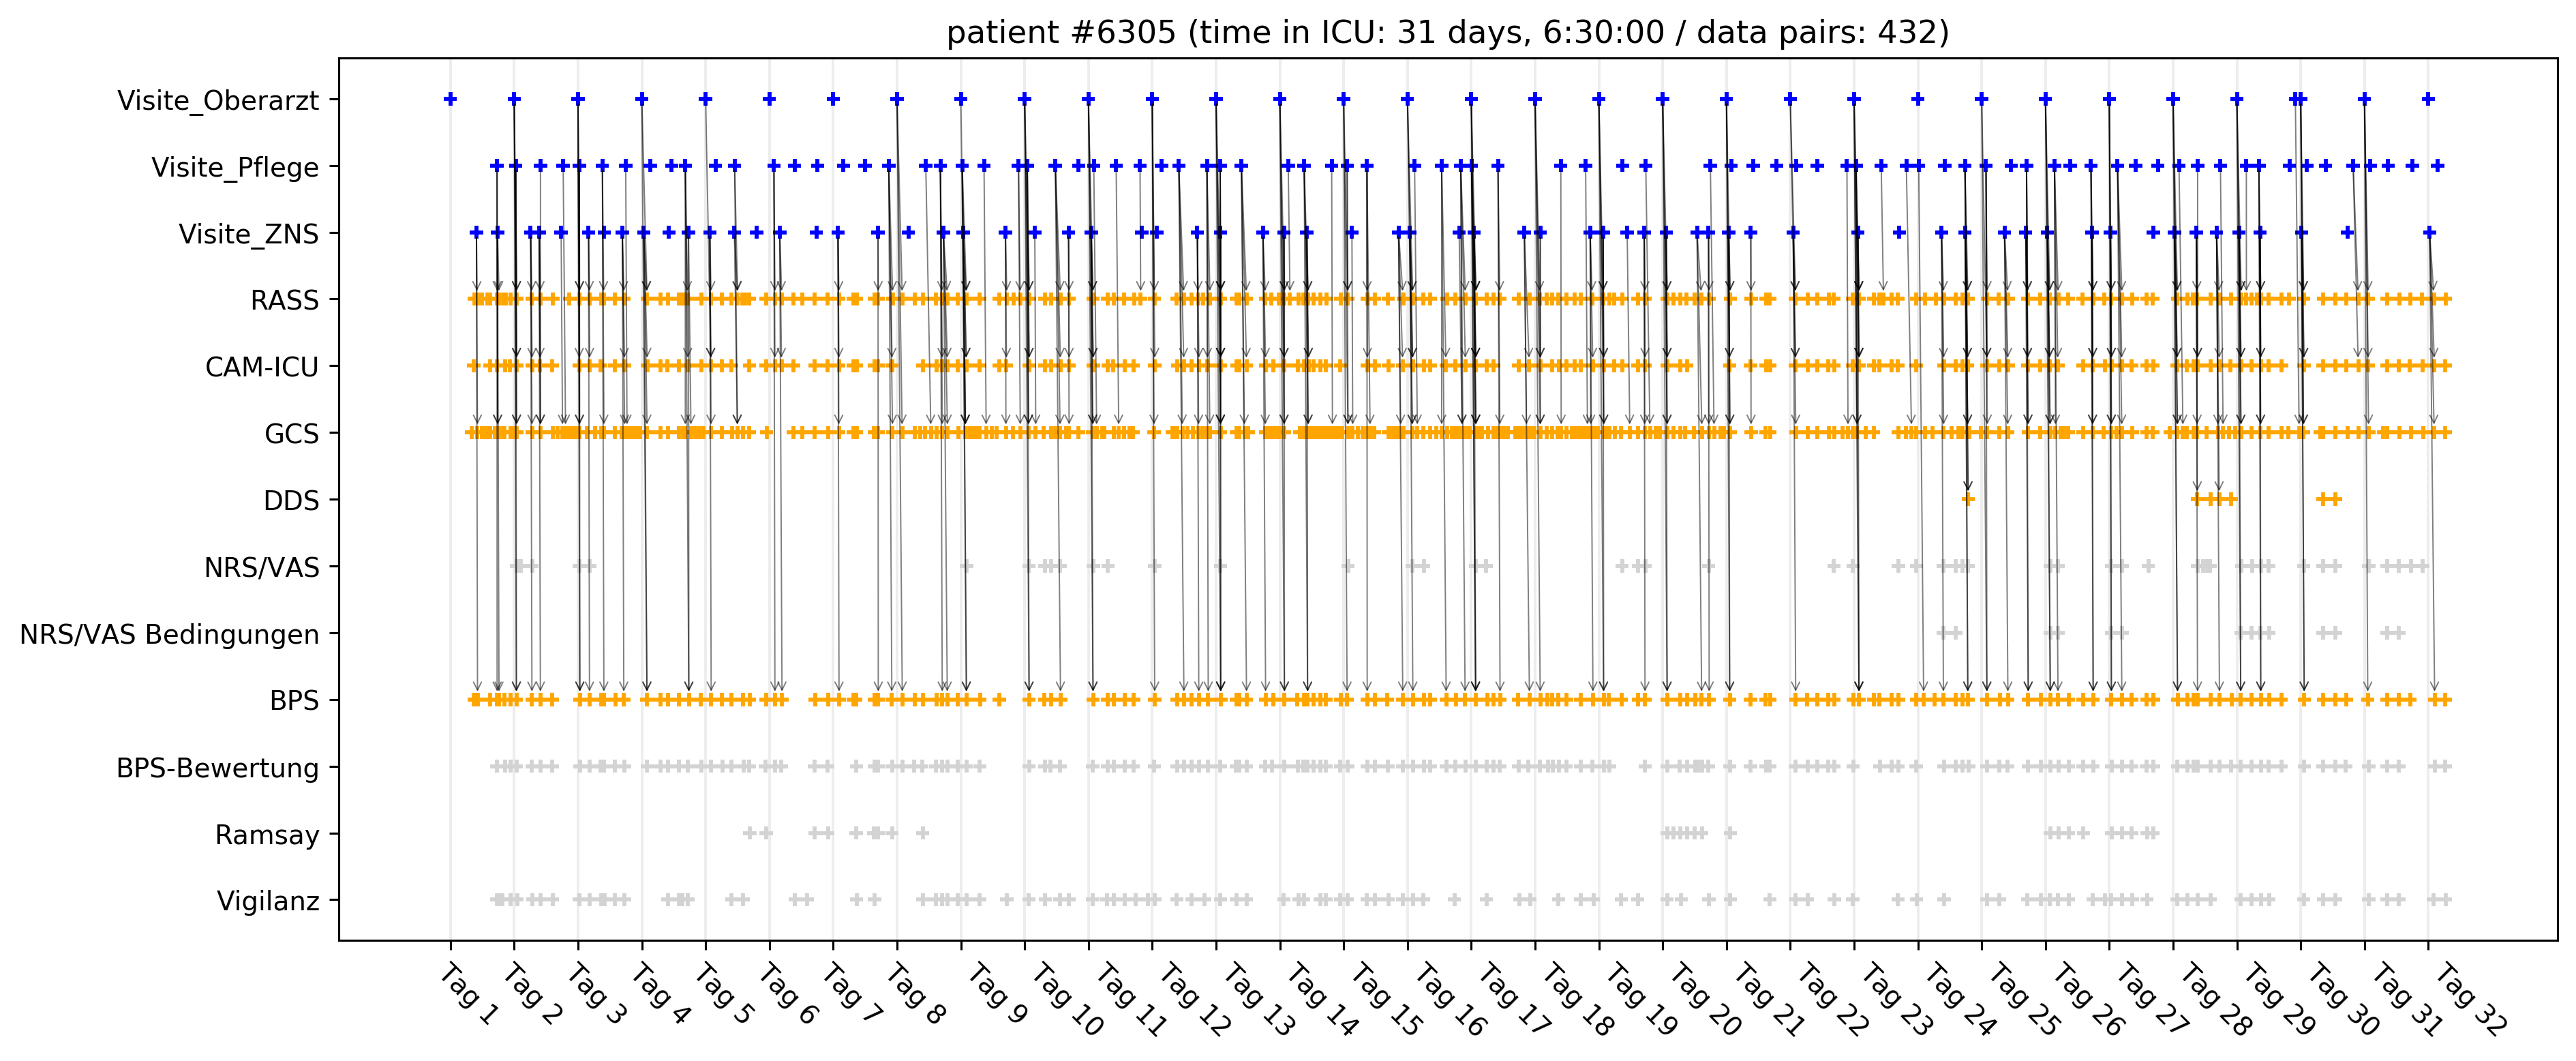 patient #6305 (time in ICU: 31 days, 6:30:00 / data pairs: 432)
Visite_Oberarzt
Visite_Pflege
Visite_ZNS
RASS
CAM-ICU
GCS
DDS
NRS/VAS
NRS/VAS Bedingungen
BPS
BPS-Bewertung
Ramsay
Vigilanz
Tag 1
Tag 2
Tag 3
Tag 4
Tag 5
Tag 6
Tag 7
Tag 8
Tag 9
Tag 10
Tag 11
Tag 12
Tag 13
Tag 14
Tag 15
Tag 16
Tag 17
Tag 18
Tag 19
Tag 20
Tag 21
Tag 22
Tag 23
Tag 24
Tag 25
Tag 26
Tag 27
Tag 28
Tag 29
Tag 30
Tag 31
Tag 32